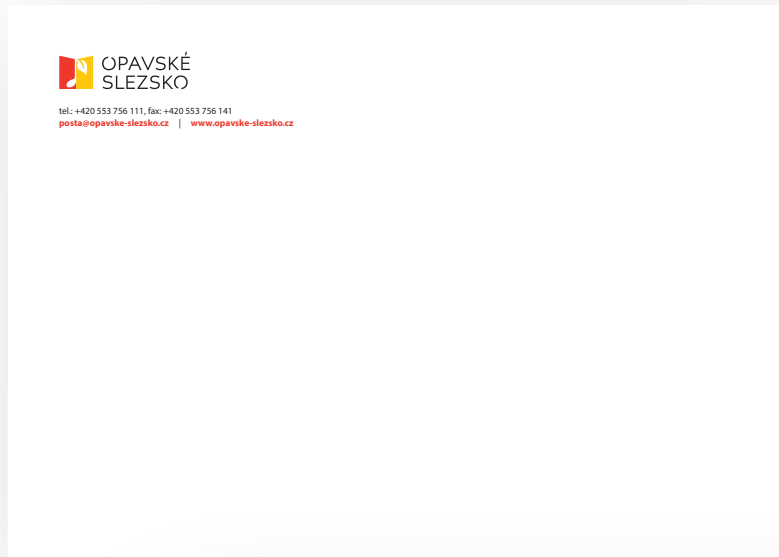 OPAVSKÉ
SLEZSKO
tel.: +420 553 756 111, fax: +420 553 756 141
posta@opavske-slezsko.cz | www.opavske-slezsko.cz